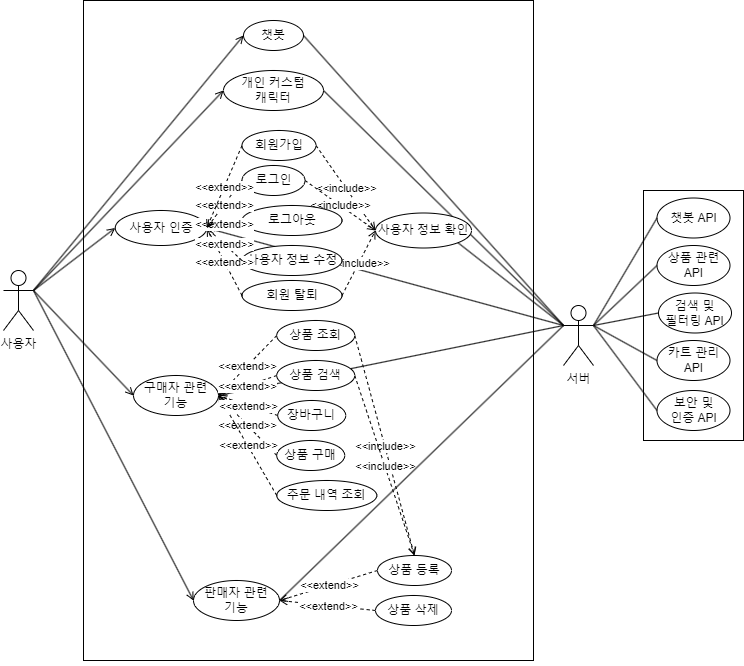 챗봇
개인 커스텀
캐릭터
회원가입
<<extend>>
로그인
<<include>>
<<extend>>
<<include>>
사용자 인증
<<extend>>
로그아웃
사용자 정보 확인
<<extend>>
사용자 정보 수정
<<extend>>
include>>
회원 탈퇴
사용자
상품 조회
<<extend>>
상품 검색
<<extend>>
구매자 관련
기능
<<extend>>
장바구니
<<extend>>
<<extend>>
상품 구매
<<include>>
<<include>>
주문 내역 조회
상품 등록
<<extend>>
판매자 관련
기능
<<extend>>
상품 삭제
서버
챗봇 API
상품 관련
API
검색 및
필터링 API
카트 관리
API
보안 및
인증 API